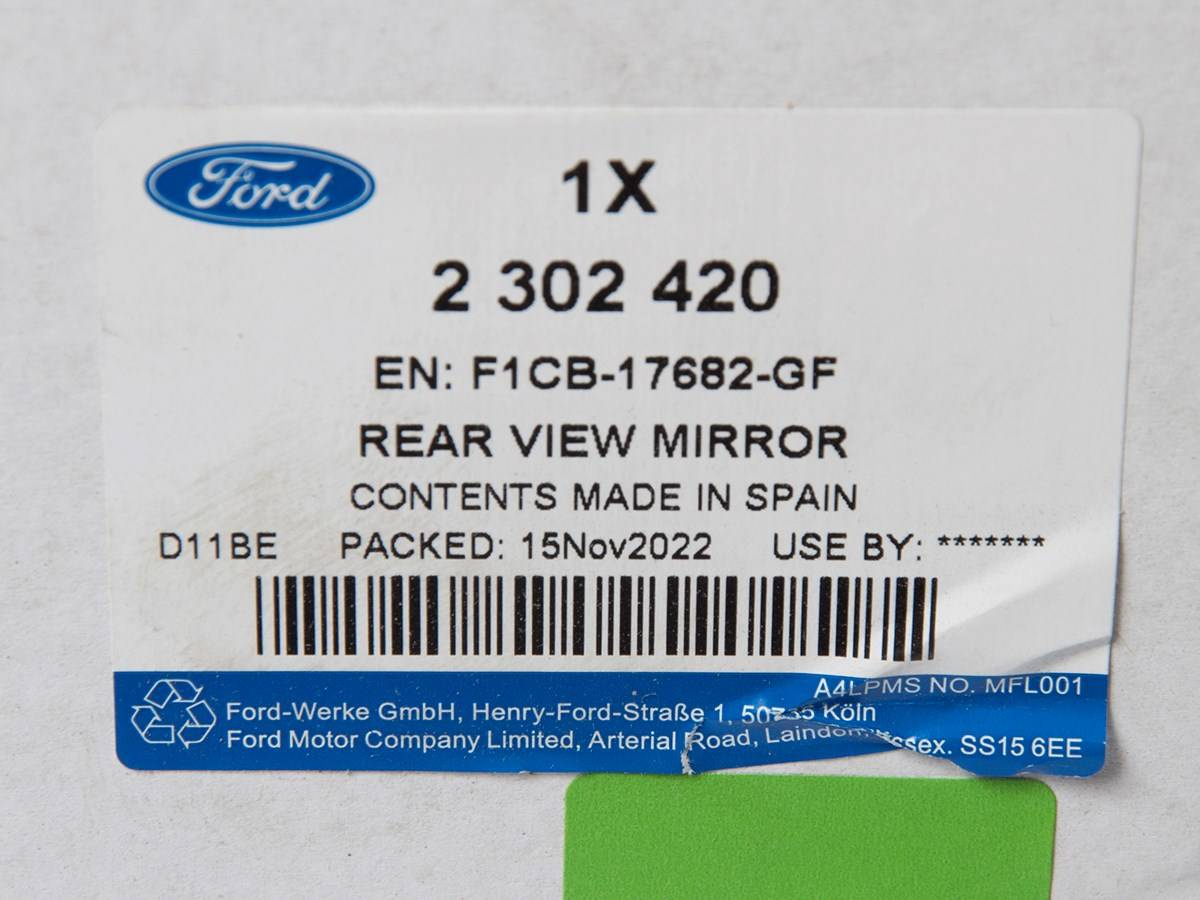 Ford
1X
2 302 420
EN: F1CB-17682-GF
REAR VIEW MIRROR
CONTENTS MADE IN SPAIN
D11BE PACKED: 15Nov2022 USE BY: *******
A4LPMS NO. MFL001
Ford-Werke GmbH, Henry-Ford-Straße 1, Köln
Ford Motor Company Limited, Arterial Road, SS15 6EE